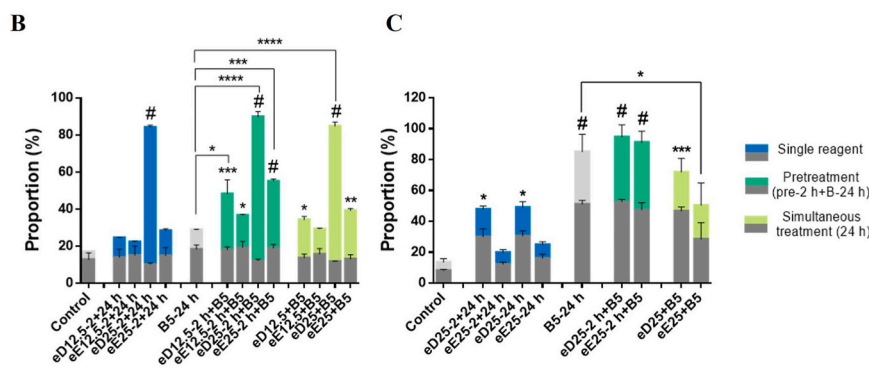 B
C
****
***
****
*
*
100
80
60
40
20
0
Proportion (%)
#
***
*
#
#
*
#
**
Control
eD12.5-2+24 h
eE12.5-2+24 h
eD25-2+24 h
eE25-2+24 h
B5-24 h
eD12.5-2 h+B5
eE12.5-2 h+B5
eD25-2 h+B5
eE25-2 h+B5
eD12.5+B5
eE12.5+B5
eD25+B5
eE25+B5
120
100
80
60
40
20
0
Proportion (%)
*
*
#
#
#
***
*
Control
eD25-2+24 h
eE25-2+24 h
eD25-24 h
eE25-24 h
B5-24 h
eD25-2 h+B5
eE25-2 h+B5
eD25+B5
eE25+B5
Single reagent
Pretreatment
(pre-2 h+B-24 h)
Simultaneous
treatment (24 h)